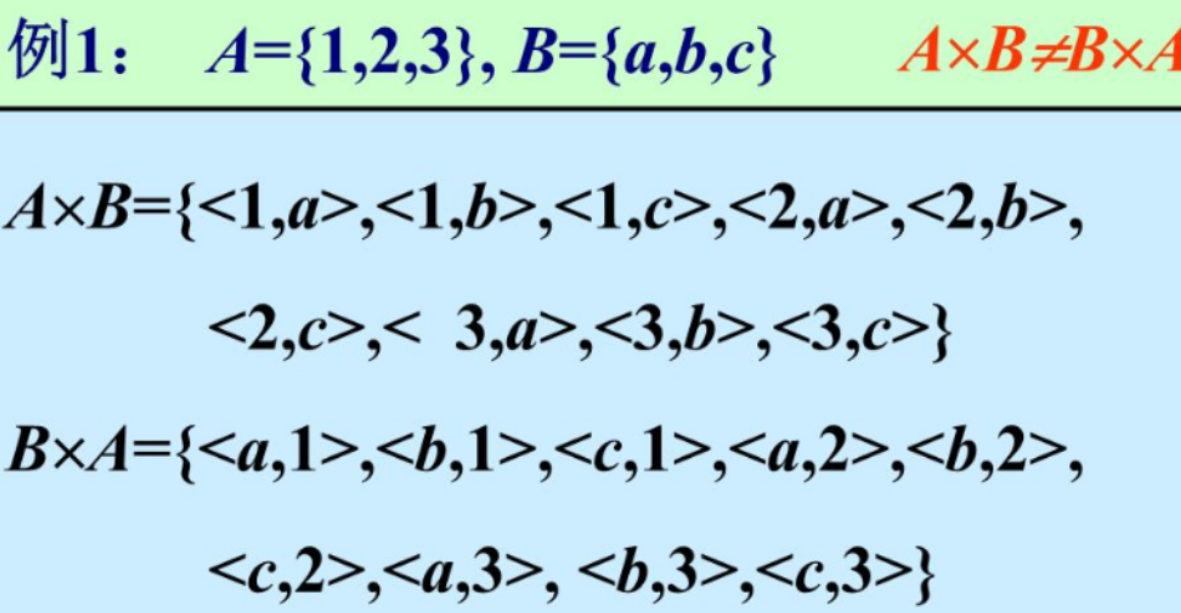 例1： A={1,2,3}, B={a,b,c} A×B≠B×A
A×B={<1,a>,<1,b>,<1,c>,<2,a>,<2,b>,
<2,c>,< 3,a>,<3,b>,<3,c>}
B×A={<a,1>,<b,1>,<c,1>,<a,2>,<b,2>,
<c,2>,<a,3>, <b,3>,<c,3>}